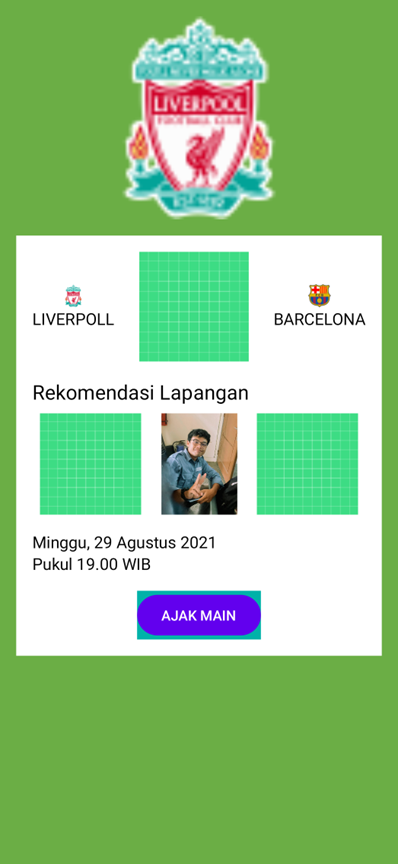 YOU'LL NEVER WALK ALONE
LIVERPOOL
FOOTBALL CLUB
EST·1892
LIVERPOLL
BARCELONA
Rekomendasi Lapangan
Minggu, 29 Agustus 2021
Pukul 19.00 WIB
AJAK MAIN